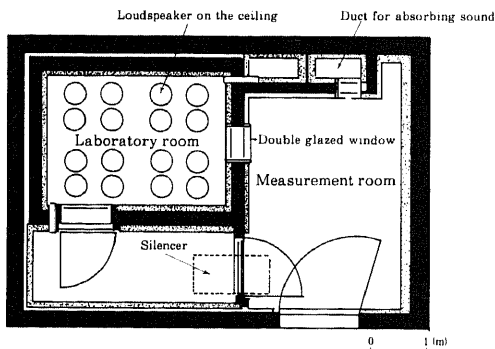 Loudspeaker on the ceiling
Duct for absorbing sound
Laboratory room
Double glazed window
Measurement room
Silencer
0 1 (m)